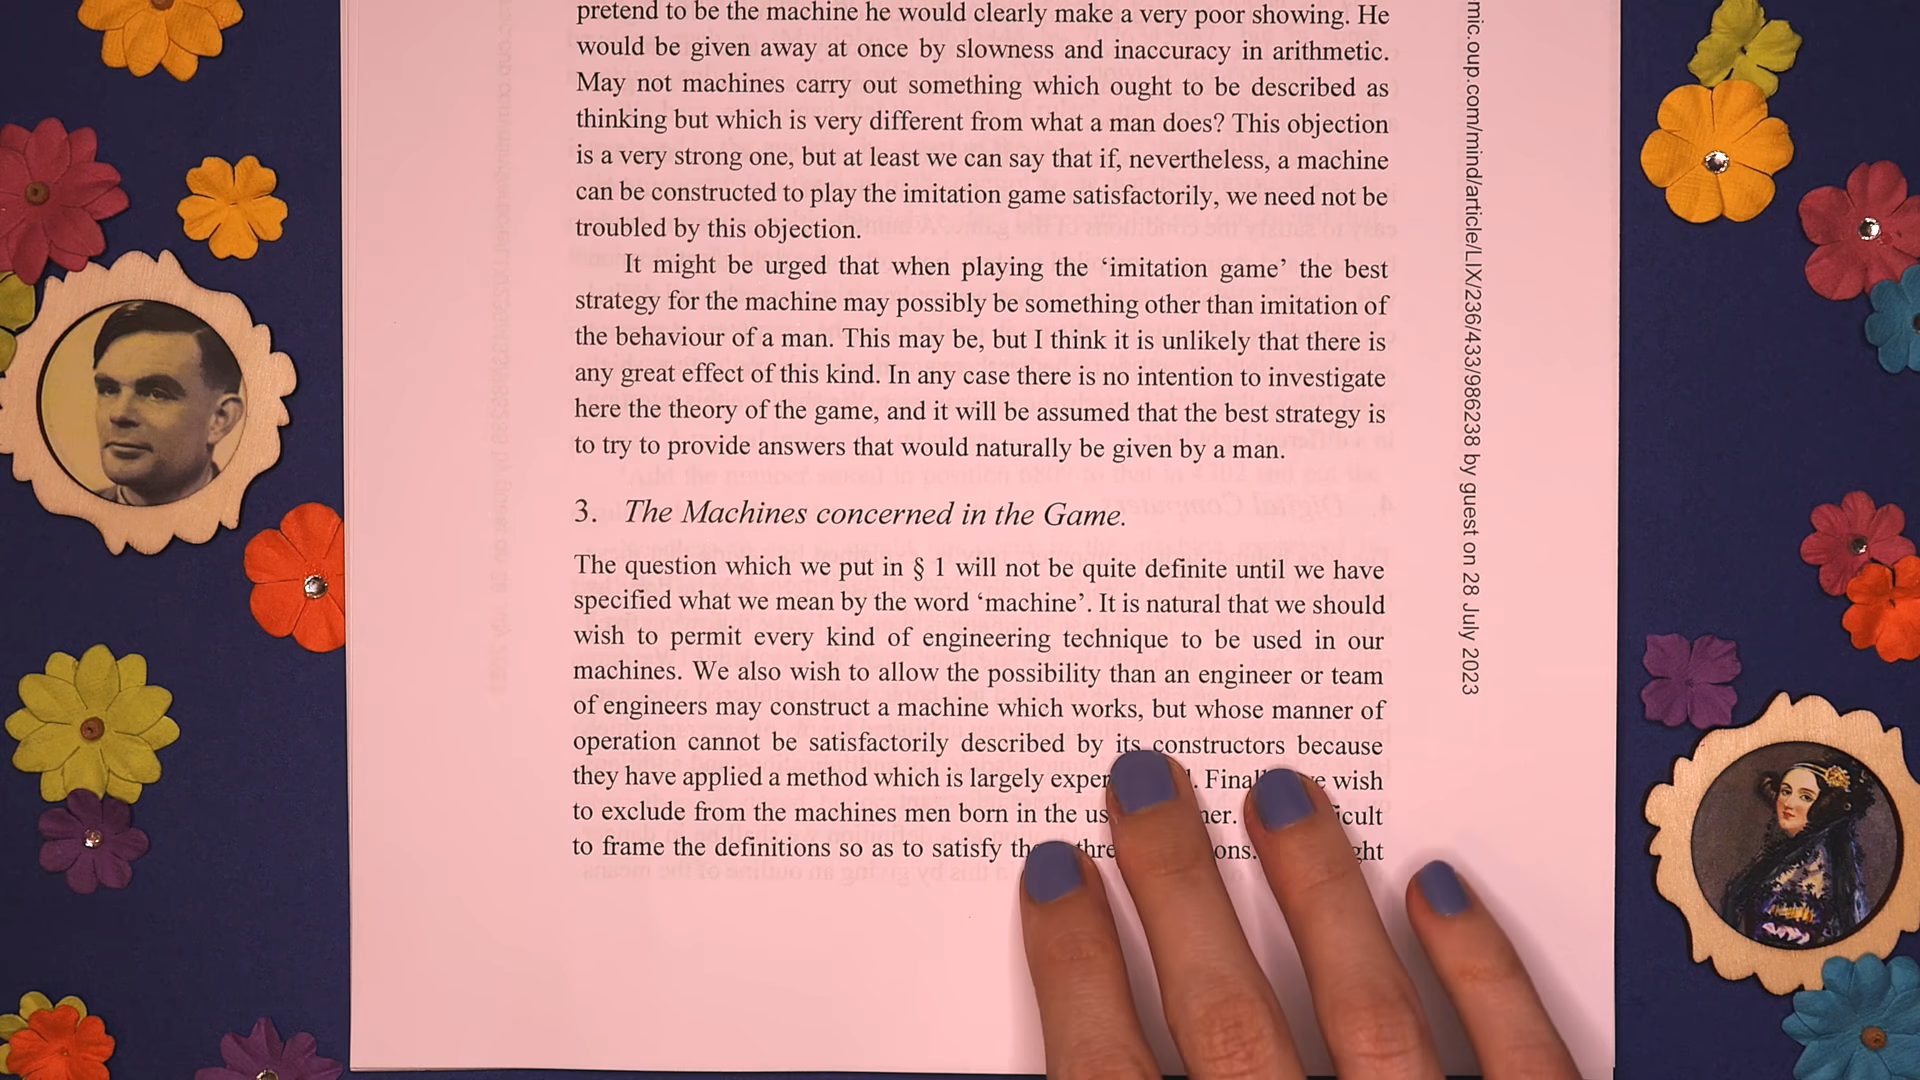 pretend to be the machine he would clearly make a very poor showing. He
would be given away at once by slowness and inaccuracy in arithmetic.
May not machines carry out something which ought to be described as
thinking but which is very different from what a man does? This objection
is a very strong one, but at least we can say that if, nevertheless, a machine
can be constructed to play the imitation game satisfactorily, we need not be
troubled by this objection.
It might be urged that when playing the ‘imitation game’ the best
strategy for the machine may possibly be something other than imitation of
the behaviour of a man. This may be, but I think it is unlikely that there is
any great effect of this kind. In any case there is no intention to investigate
here the theory of the game, and it will be assumed that the best strategy is
to try to provide answers that would naturally be given by a man.
3. The Machines concerned in the Game.
The question which we put in § 1 will not be quite definite until we have
specified what we mean by the word ‘machine’. It is natural that we should
wish to permit every kind of engineering technique to be used in our
machines. We also wish to allow the possibility than an engineer or team
of engineers may construct a machine which works, but whose manner of
operation cannot be satisfactorily described by its constructors because
they have applied a method which is largely Finally wish
to exclude from the machines men born in the
to frame the definitions so as to satisfy
mic.oup.com/mind/article/LIX/236/433/986238 by guest on 28 July 2023